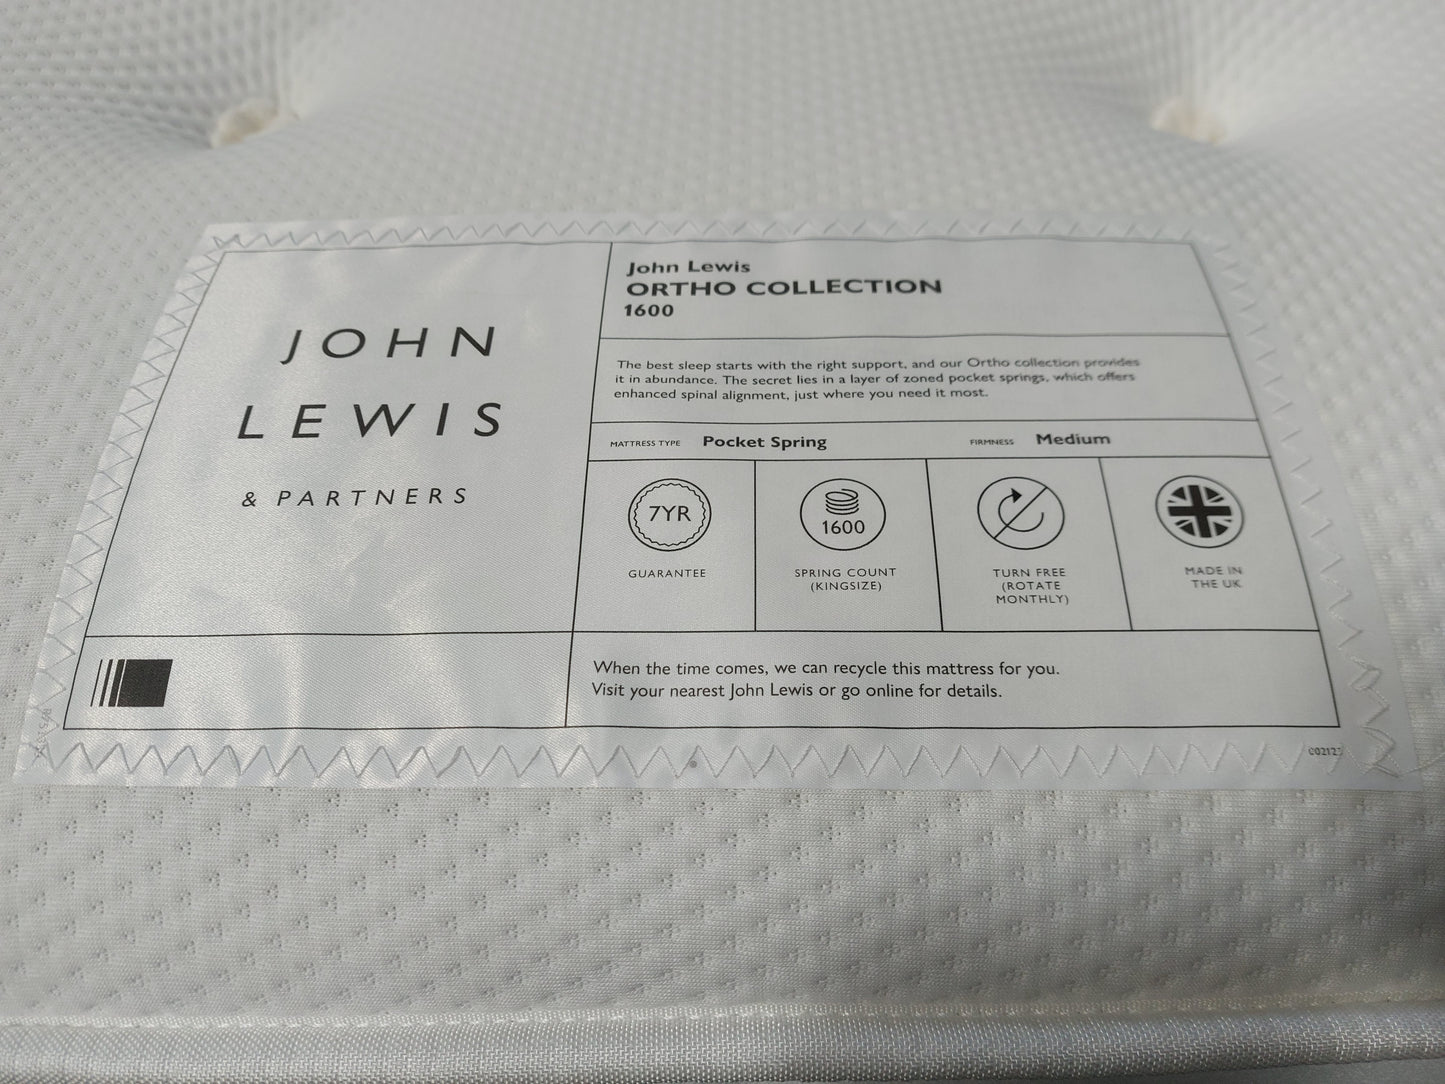 JOHN
LEWIS
& PARTNERS
John Lewis
ORTHO COLLECTION
1600
The best sleep starts with the right support, and our Ortho collection provides
it in abundance. The secret lies in a layer of zoned pocket springs, which offers
enhanced spinal alignment, just where you need it most.
MATTRESS TYPE Pocket Spring FIRMNESS Medium
7YR
GUARANTEE
1600
SPRING COUNT
(KINGSIZE)
TURN FREE
(ROTATE
MONTHLY)
MADE IN
THE UK
When the time comes, we can recycle this mattress for you.
Visit your nearest John Lewis or go online for details.